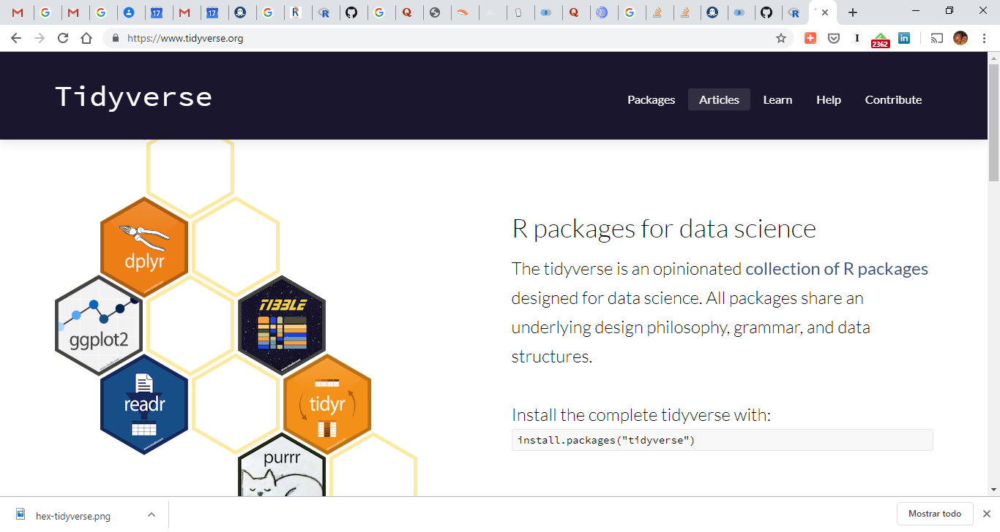 17
17
https://www.tidyverse.org
2362
Tidyverse
Packages
Articles
Learn
Help
Contribute
dplyr
ggplot2
TIBBLE
readr
tidyr
purrr
R packages for data science
The tidyverse is an opinionated collection of R packages
designed for data science. All packages share an
underlying design philosophy, grammar, and data
structures.
Install the complete tidyverse with:
install.packages("tidyverse")
hex-tidyverse.png
Mostrar todo